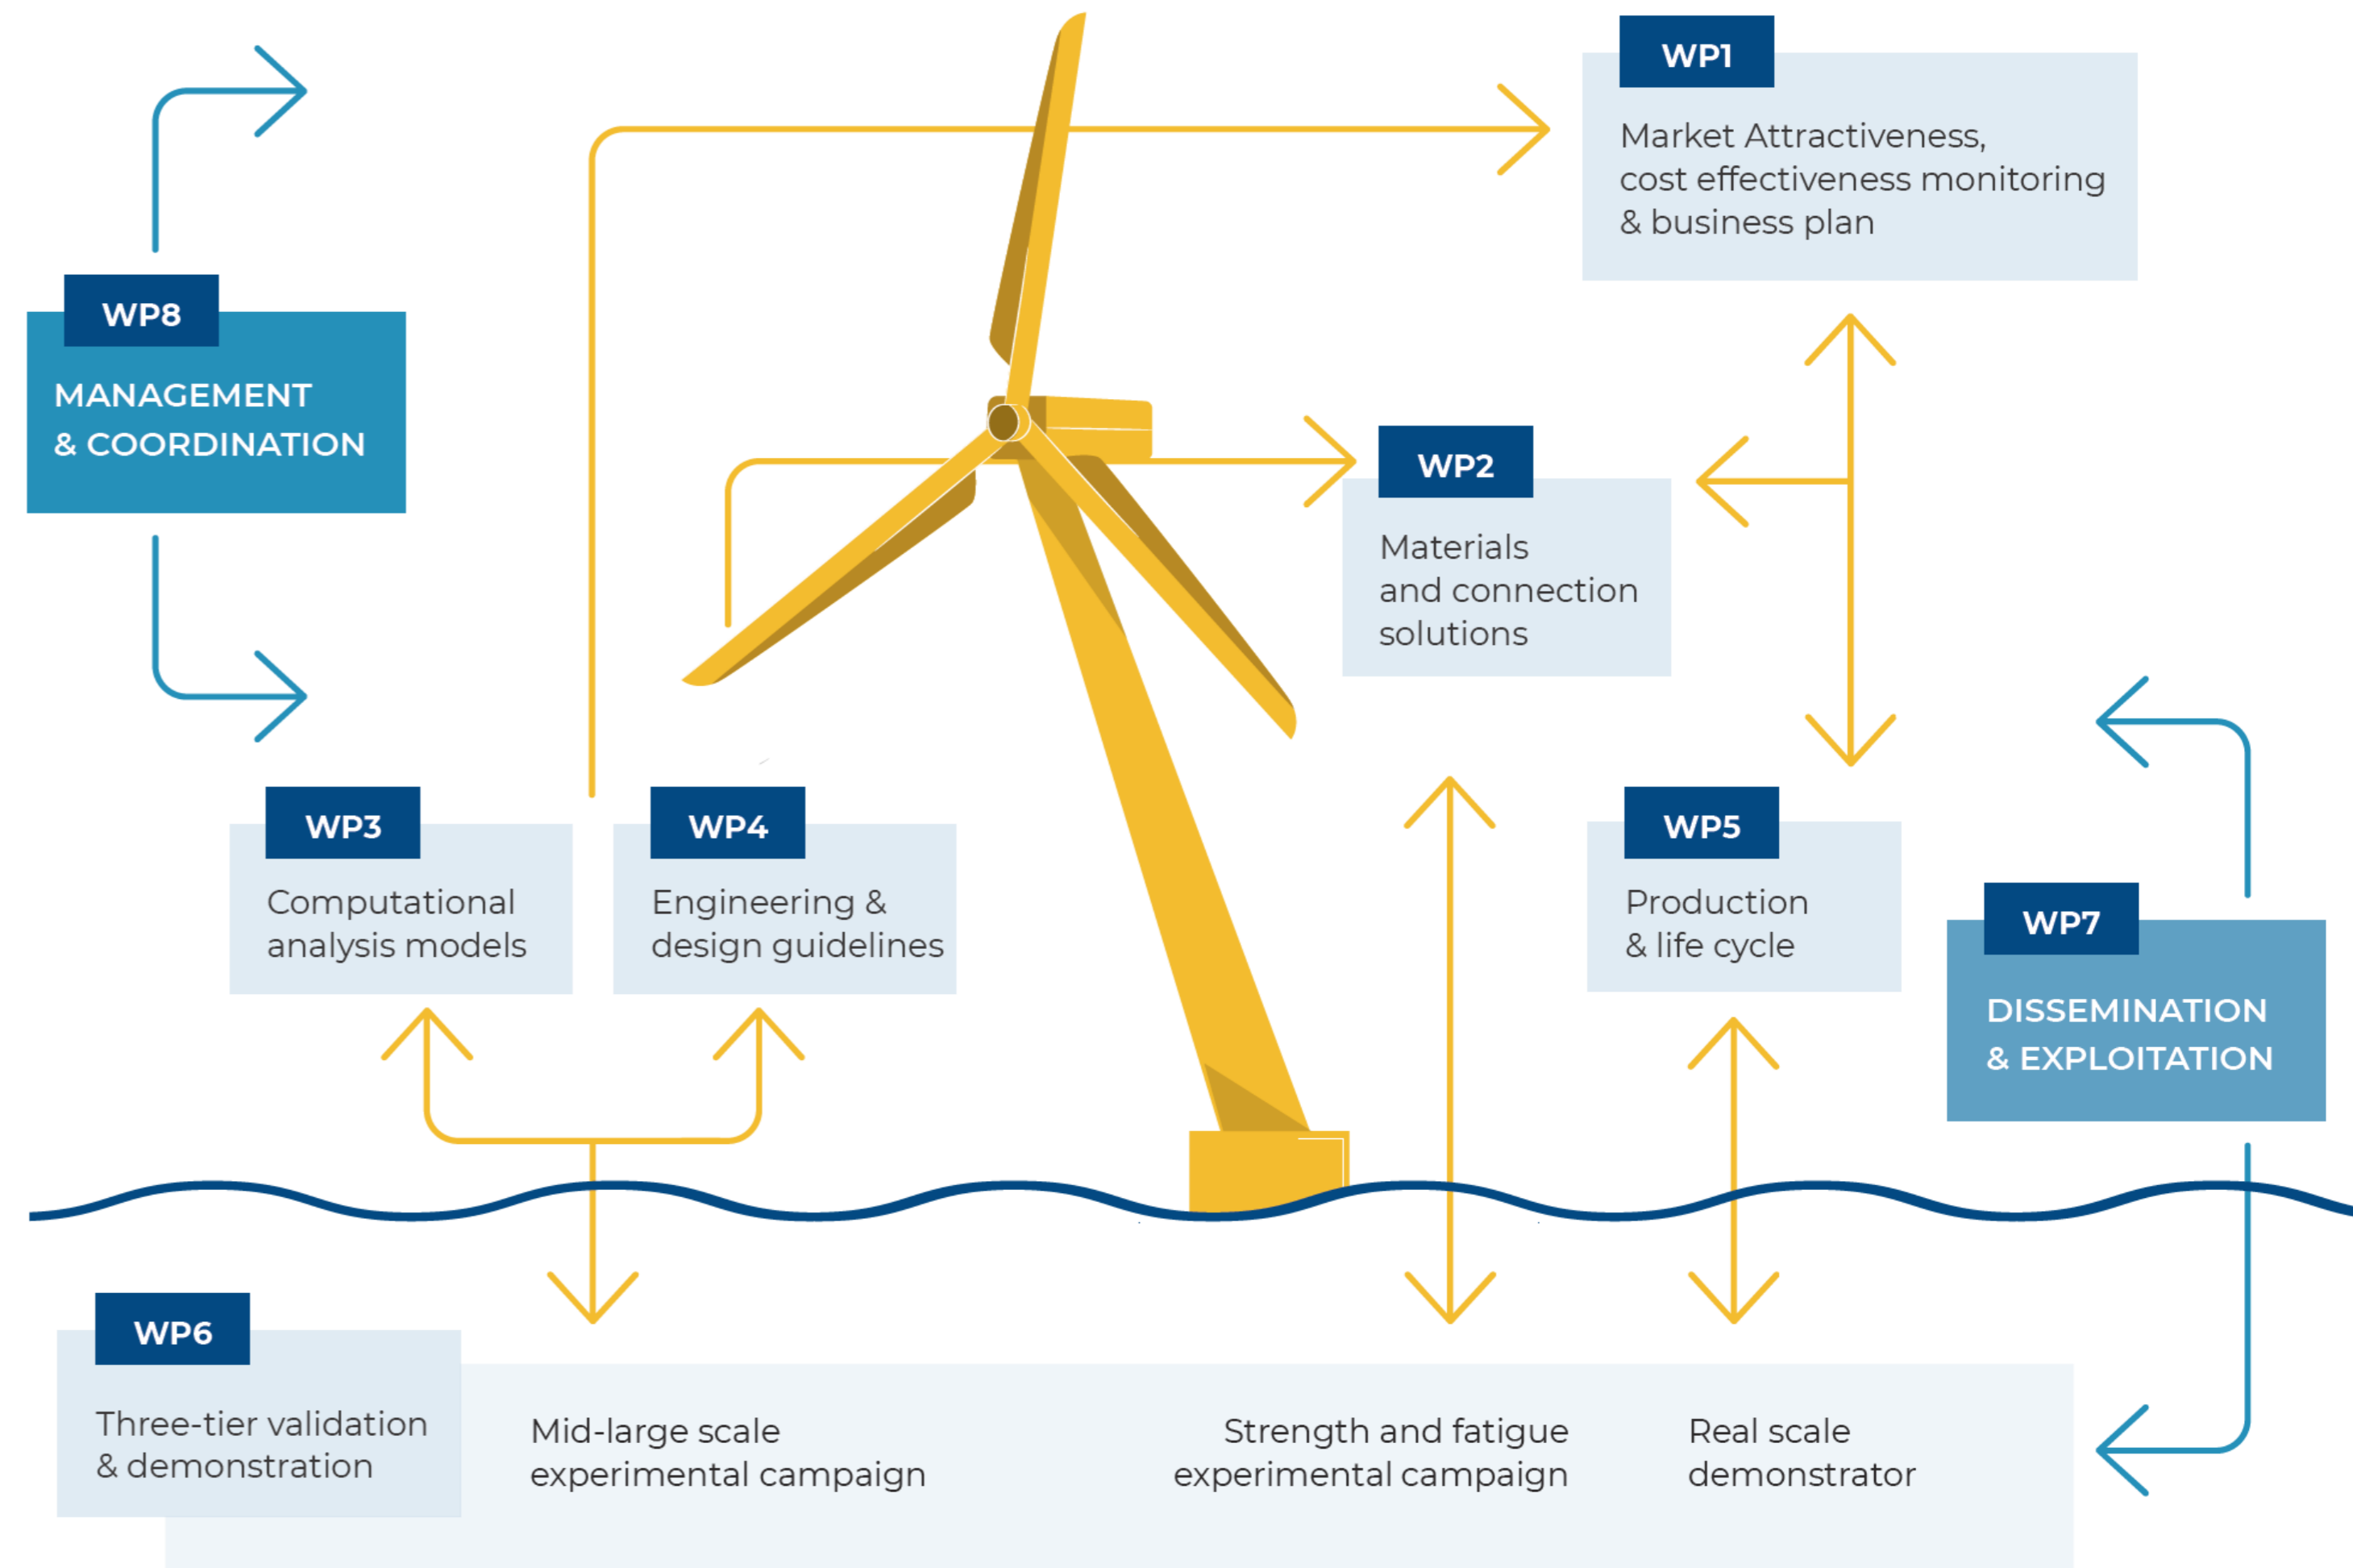 WP1
Market Attractiveness,
cost effectiveness monitoring
& business plan
WP8
MANAGEMENT
& COORDINATION
WP2
Materials
and connection
solutions
WP3
Computational
analysis models
WP4
Engineering &
design guidelines
WP5
Production
& life cycle
WP7
DISSEMINATION
& EXPLOITATION
WP6
Three-tier validation
& demonstration
Mid-large scale
experimental campaign
Strength and fatigue
experimental campaign
Real scale
demonstrator